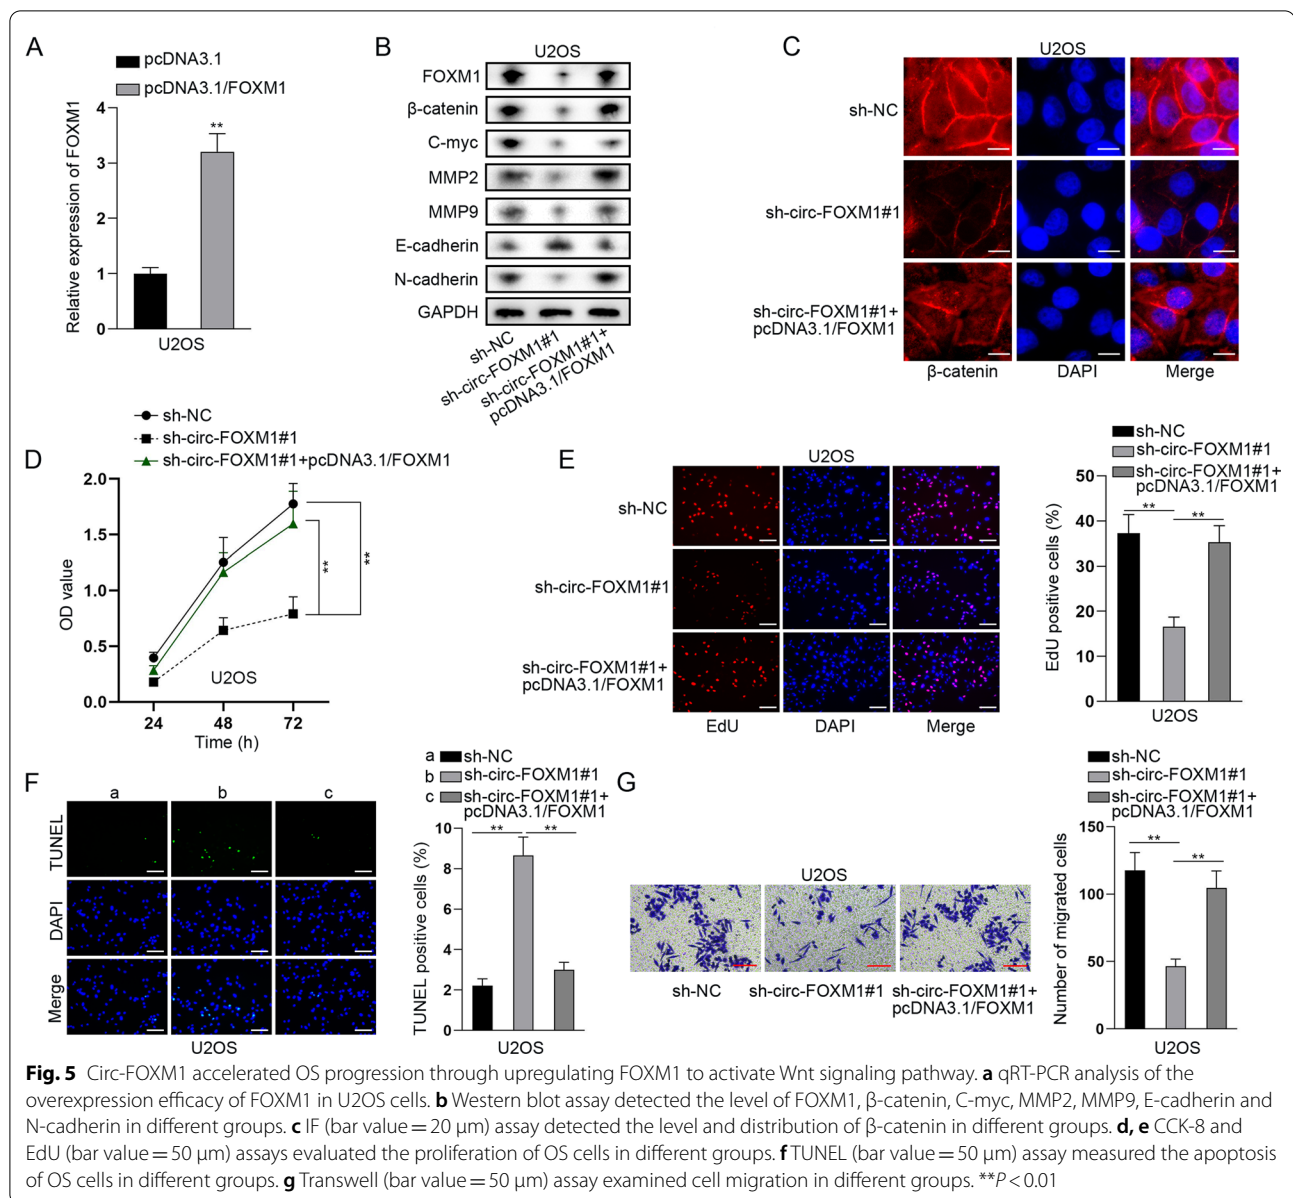 A
pcDNA3.1
pcDNA3.1/FOXM1
Relative expression of FOXM1
4
3
2
1
0
**
U2OS
B
U2OS
FOXM1
β-catenin
C-myc
MMP2
MMP9
E-cadherin
N-cadherin
GAPDH
sh-NC
sh-circ-FOXM1#1
sh-circ-FOXM1#1+
pcDNA3.1/FOXM1
C
U2OS
sh-NC
sh-circ-FOXM1#1
sh-circ-FOXM1#1+
pcDNA3.1/FOXM1
β-catenin
DAPI
Merge
D
sh-NC
sh-circ-FOXM1#1
sh-circ-FOXM1#1+pcDNA3.1/FOXM1
OD value
2.0
1.5
1.0
0.5
0.0
**
**
U2OS
24 48 72
Time (h)
E
U2OS
sh-NC
sh-circ-FOXM1#1
sh-circ-FOXM1#1+
pcDNA3.1/FOXM1
EdU
DAPI
Merge
sh-NC
sh-circ-FOXM1#1
sh-circ-FOXM1#1+
pcDNA3.1/FOXM1
EdU positive cells (%)
50
40
30
20
10
0
** **
U2OS
F
a b c
TUNEL
DAPI
Merge
U2OS
a sh-NC
b sh-circ-FOXM1#1
c sh-circ-FOXM1#1+
pcDNA3.1/FOXM1
TUNEL positive cells (%)
10
8
6
4
2
0
** **
U2OS
G
U2OS
sh-NC
sh-circ-FOXM1#1
sh-circ-FOXM1#1+
pcDNA3.1/FOXM1
sh-NC
sh-circ-FOXM1#1
sh-circ-FOXM1#1+
pcDNA3.1/FOXM1
Number of migrated cells
150
100
50
0
**
**
U2OS
Fig. 5 Circ-FOXM1 accelerated OS progression through upregulating FOXM1 to activate Wnt signaling pathway. a qRT-PCR analysis of the
overexpression efficacy of FOXM1 in U2OS cells. b Western blot assay detected the level of FOXM1, β-catenin, C-myc, MMP2, MMP9, E-cadherin and
N-cadherin in different groups. c IF (bar value = 20 μm) assay detected the level and distribution of β-catenin in different groups. d, e CCK-8 and
EdU (bar value = 50 μm) assays evaluated the proliferation of OS cells in different groups. f TUNEL (bar value = 50 μm) assay measured the apoptosis
of OS cells in different groups. g Transwell (bar value = 50 μm) assay examined cell migration in different groups. **P < 0.01